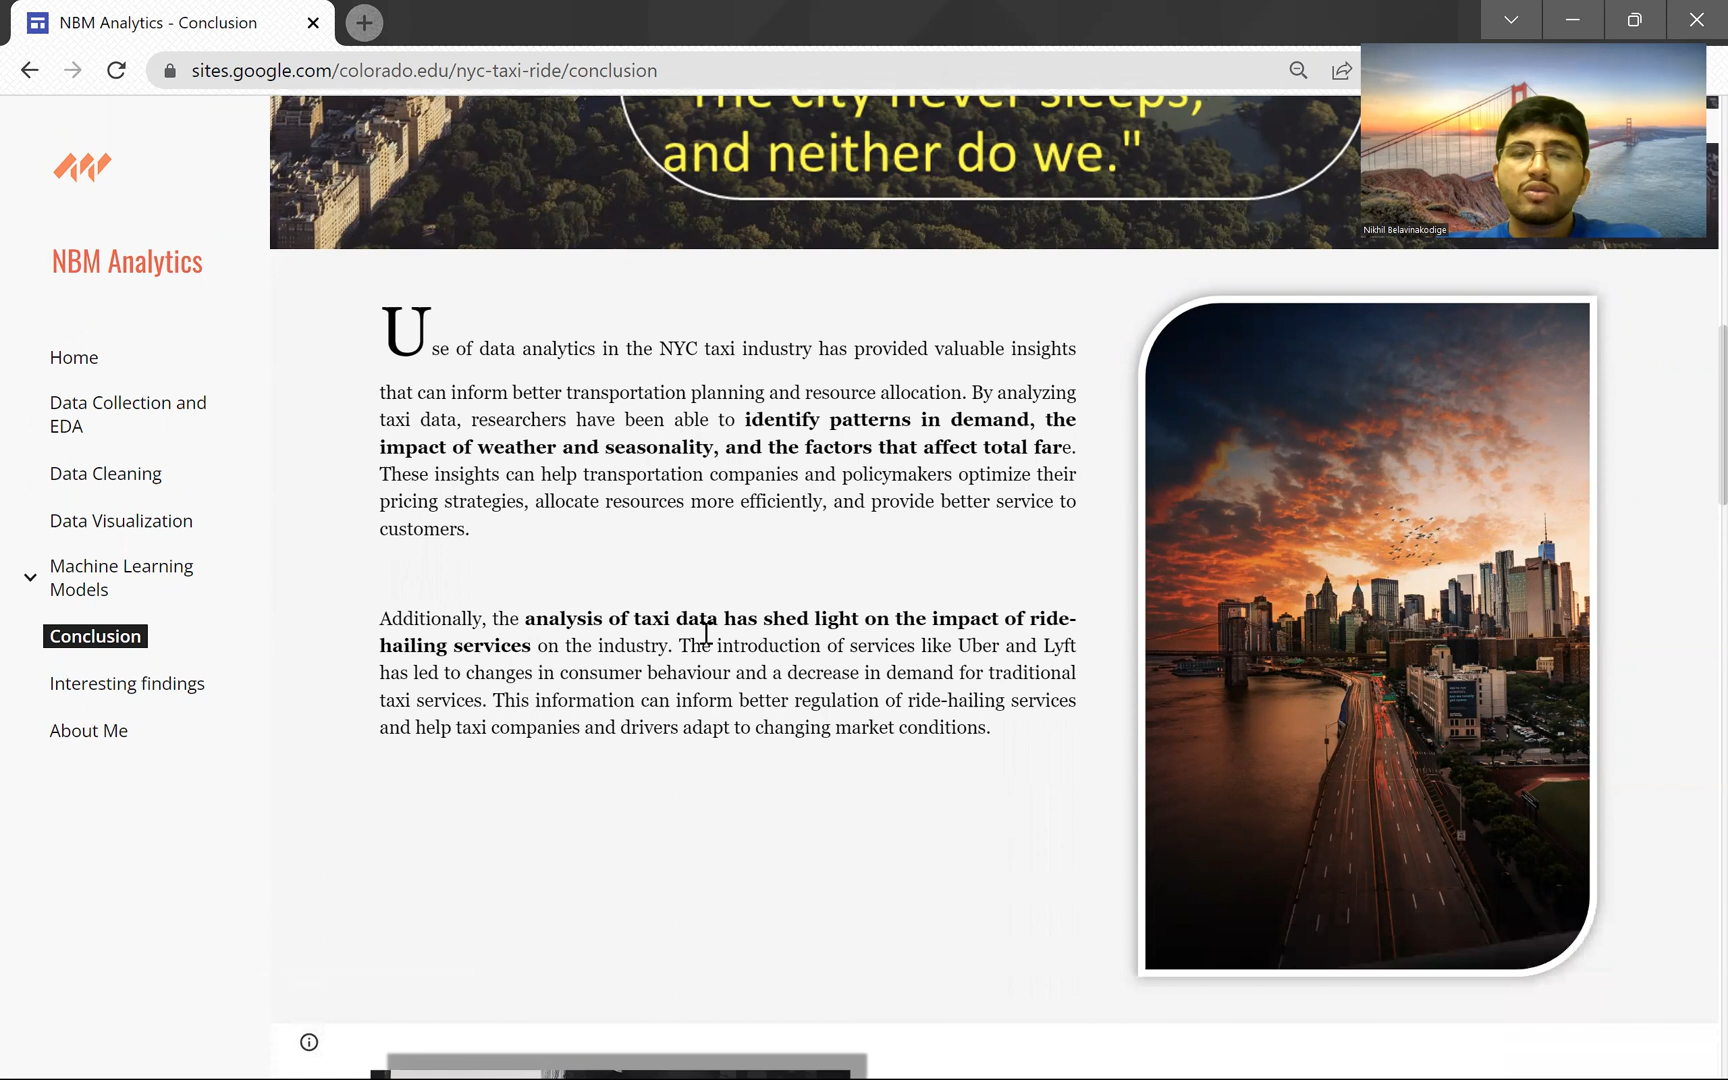 NBM Analytics - Conclusion
sites.google.com/colorado.edu/nyc-taxi-ride/conclusion
"The city never sleeps,
and neither do we."
Nikhil Belavinakodige
NBM Analytics
Home
Data Collection and
EDA
Data Cleaning
Data Visualization
Machine Learning
Models
Conclusion
Interesting findings
About Me
Use of data analytics in the NYC taxi industry has provided valuable insights
that can inform better transportation planning and resource allocation. By analyzing
taxi data, researchers have been able to identify patterns in demand, the
impact of weather and seasonality, and the factors that affect total fare.
These insights can help transportation companies and policymakers optimize their
pricing strategies, allocate resources more efficiently, and provide better service to
customers.
Additionally, the analysis of taxi data has shed light on the impact of ride-
hailing services on the industry. The introduction of services like Uber and Lyft
has led to changes in consumer behaviour and a decrease in demand for traditional
taxi services. This information can inform better regulation of ride-hailing services
and help taxi companies and drivers adapt to changing market conditions.